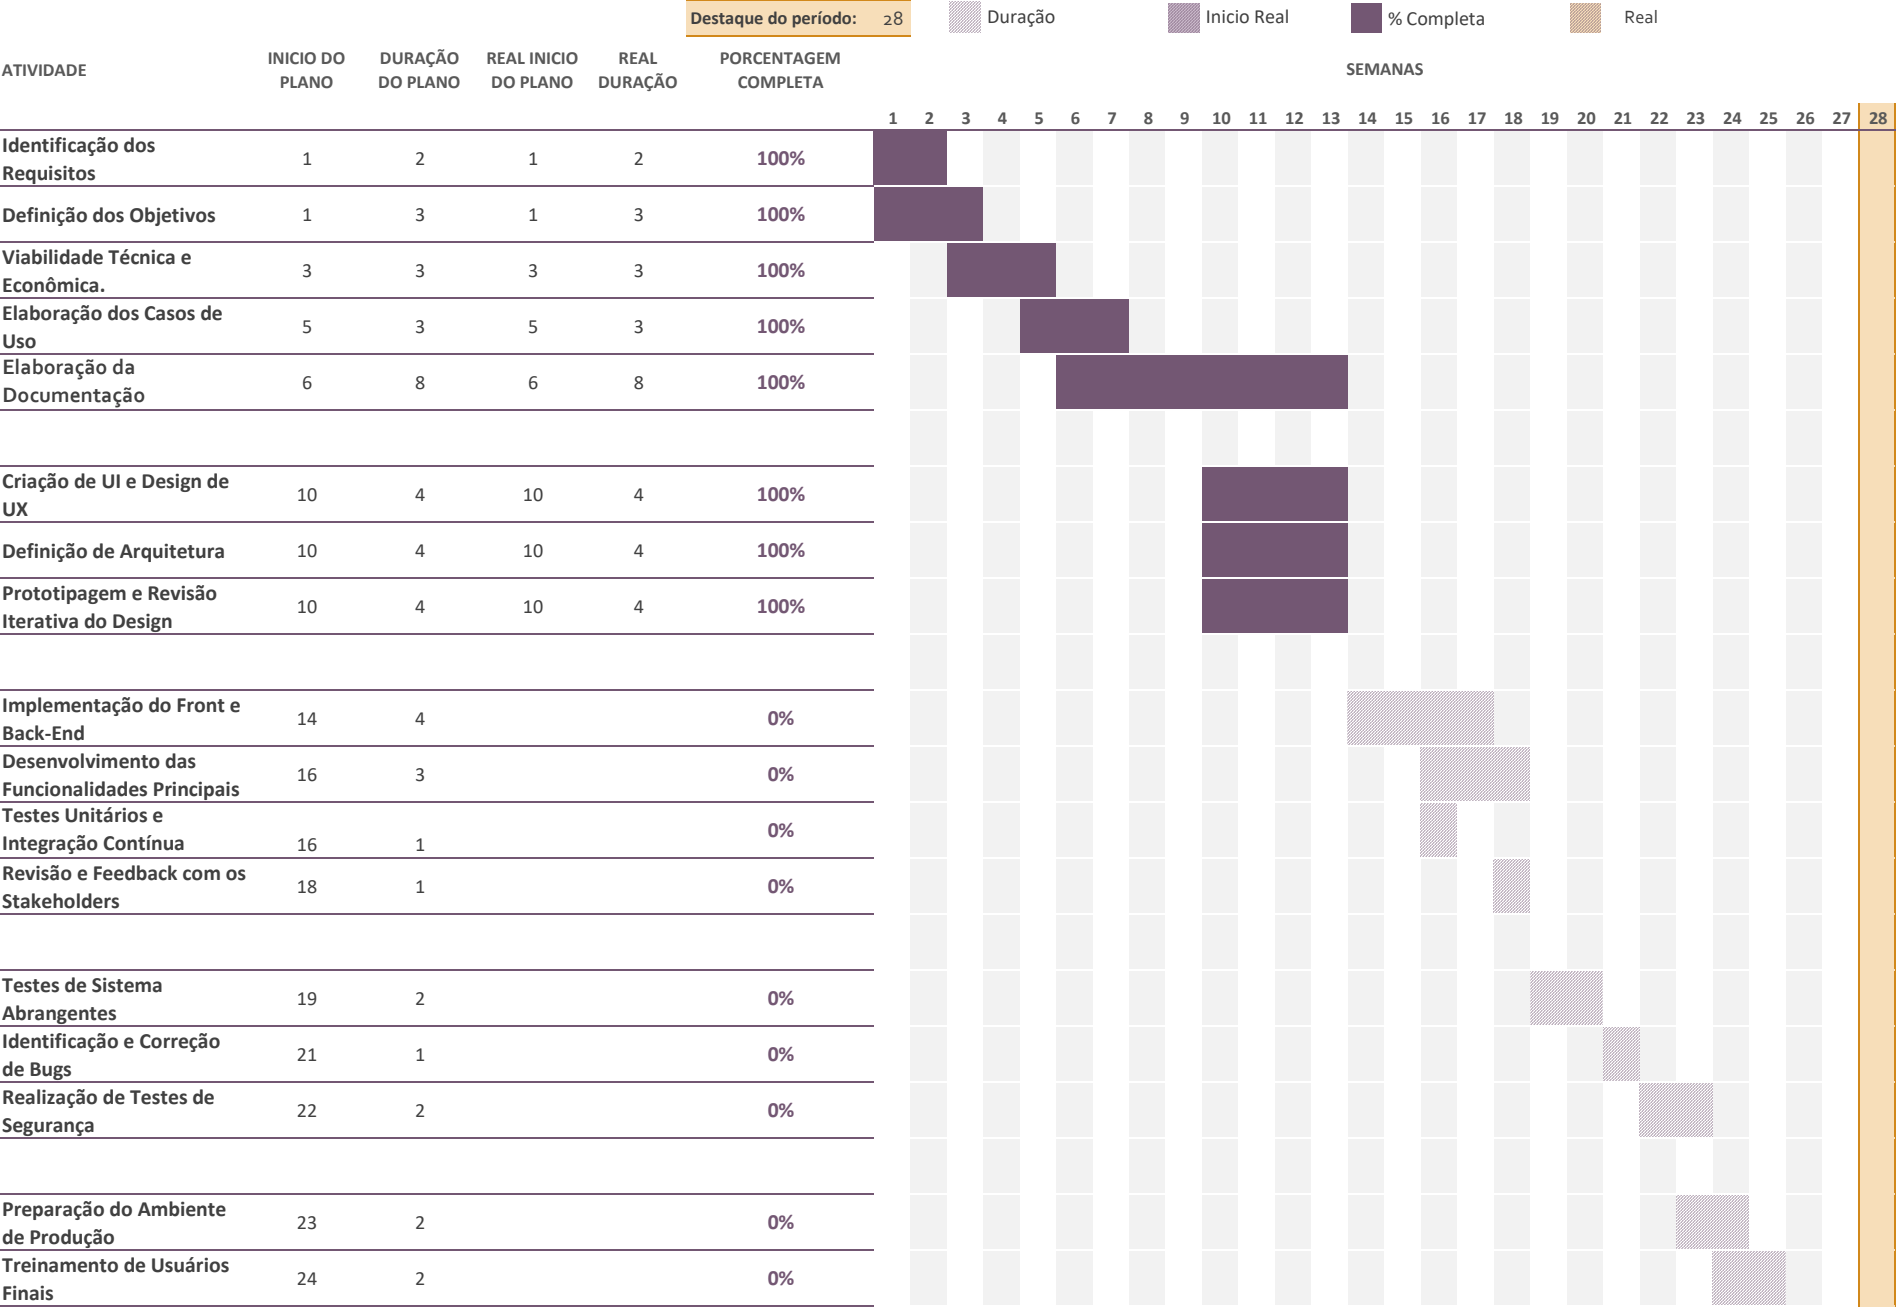 Destaque do período: 28 Duração Inicio Real % Completa Real
ATIVIDADE INICIO DO PLANO DURAÇÃO DO PLANO REAL INICIO DO PLANO REAL DURAÇÃO PORCENTAGEM COMPLETA SEMANAS
1 2 3 4 5 6 7 8 9 10 11 12 13 14 15 16 17 18 19 20 21 22 23 24 25 26 27 28
Identificação dos
Requisitos
1 2 1 2 100%
Definição dos Objetivos 1 3 1 3 100%
Viabilidade Técnica e
Econômica.
3 3 3 3 100%
Elaboração dos Casos de
Uso
5 3 5 3 100%
Elaboração da
Documentação
6 8 6 8 100%
Criação de UI e Design de
UX
10 4 10 4 100%
Definição de Arquitetura 10 4 10 4 100%
Prototipagem e Revisão
Iterativa do Design
10 4 10 4 100%
Implementação do Front e
Back-End
14 4 0%
Desenvolvimento das
Funcionalidades Principais
16 3 0%
Testes Unitários e
Integração Contínua
16 1 0%
Revisão e Feedback com os
Stakeholders
18 1 0%
Testes de Sistema
Abrangentes
19 2 0%
Identificação e Correção
de Bugs
21 1 0%
Realização de Testes de
Segurança
22 2 0%
Preparação do Ambiente
de Produção
23 2 0%
Treinamento de Usuários
Finais
24 2 0%